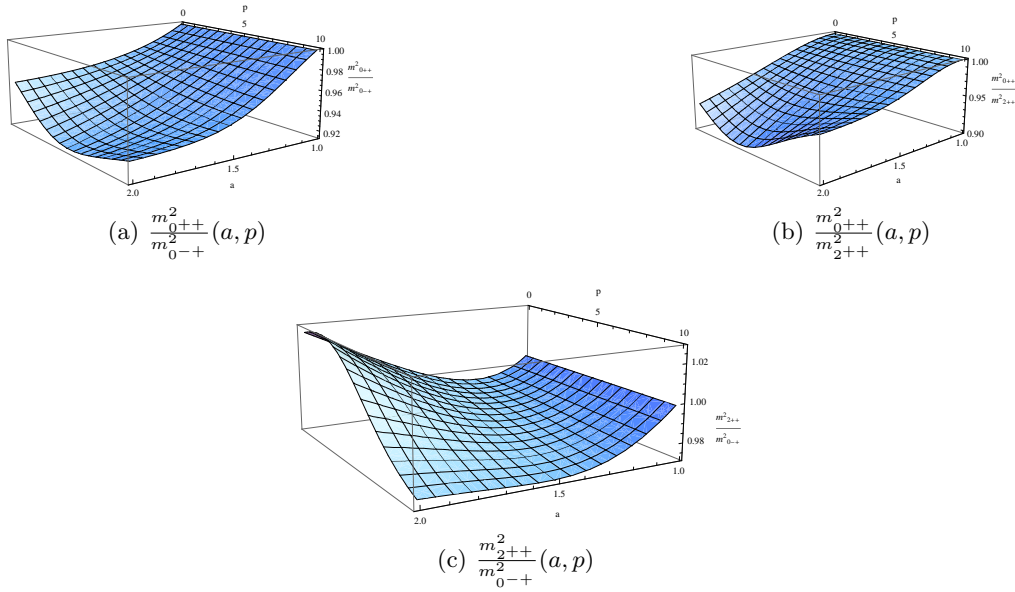 0 p 5 10
1.00
0.98
0.96
0.94
0.92
m²₀₊₊ / m²₀₋₊
2.0 1.5 1.0
a
(a) m²₀++ / m²₀−+ (a, p)
0 p 5 10
1.00
0.95
0.90
m²₀₊₊ / m²₂₊₊
2.0 1.5 1.0
a
(b) m²₀++ / m²₂++ (a, p)
0 p 5 10
1.02
1.00
0.98
m²₂₊₊ / m²₀₋₊
2.0 1.5 1.0
a
(c) m²₂++ / m²₀−+ (a, p)